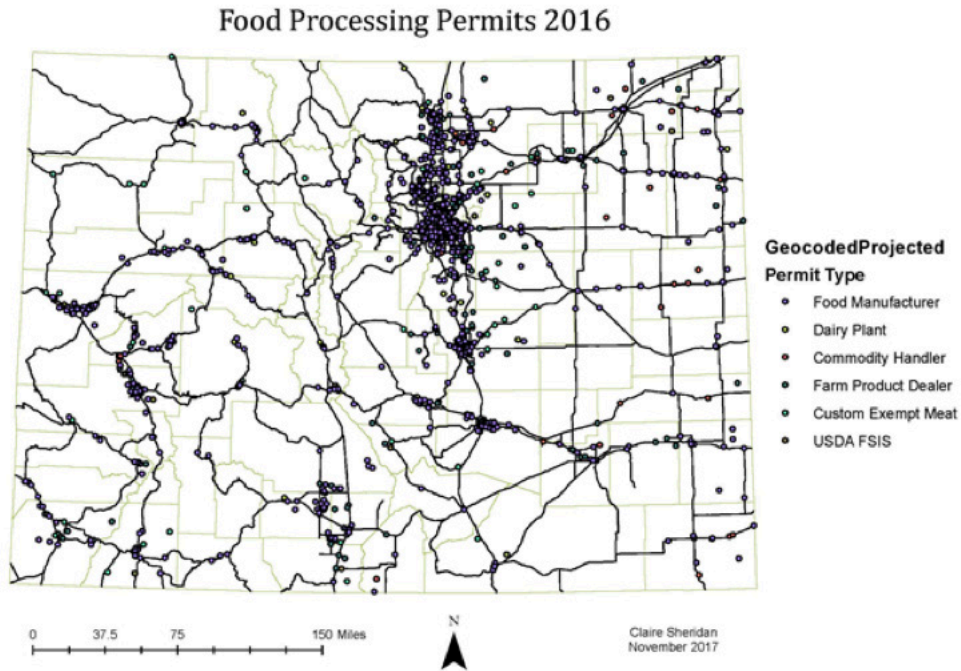 Food Processing Permits 2016
GeocodedProjected
Permit Type
Food Manufacturer
Dairy Plant
Commodity Handler
Farm Product Dealer
Custom Exempt Meat
USDA FSIS
0 37.5 75 150 Miles
N
Claire Sheridan
November 2017